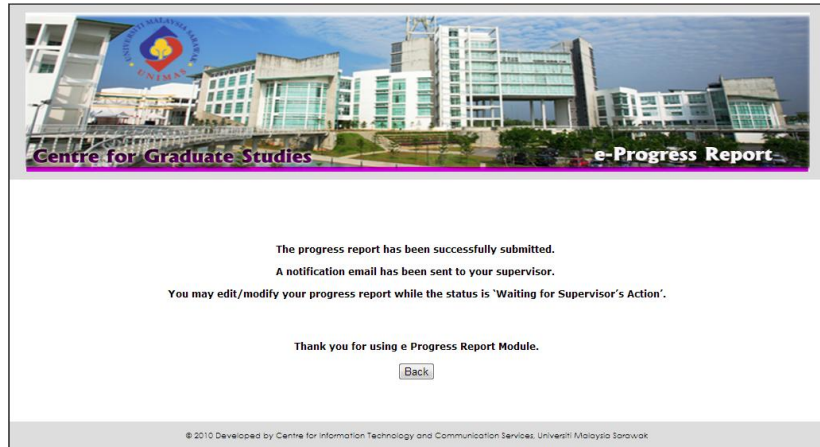 UNIVERSITI MALAYSIA SARAWAK
UNIMAS
Centre for Graduate Studies
e-Progress Report
The progress report has been successfully submitted.
A notification email has been sent to your supervisor.
You may edit/modify your progress report while the status is `Waiting for Supervisor's Action'.
Thank you for using e Progress Report Module.
Back
© 2010 Developed by Centre for Information Technology and Communication Services, Universiti Malaysia Sarawak